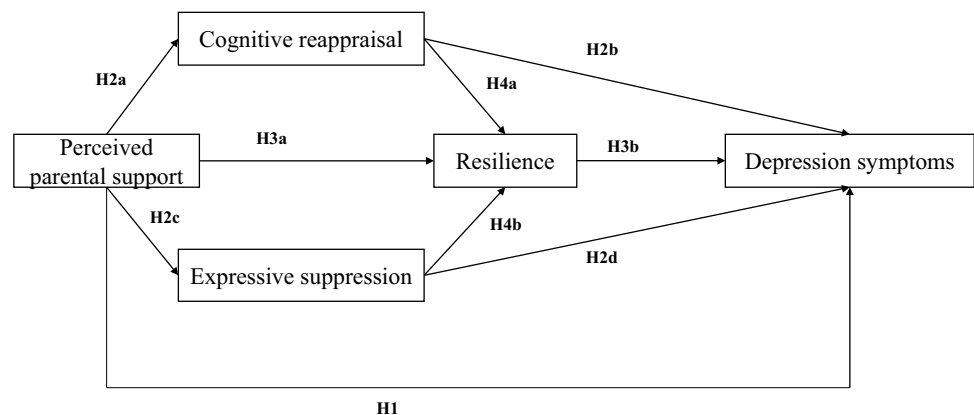 Cognitive reappraisal
H2b
H2a
H4a
Perceived
parental support
H3a
Resilience
H3b
Depression symptoms
H2c
H4b
H2d
Expressive suppression
H1